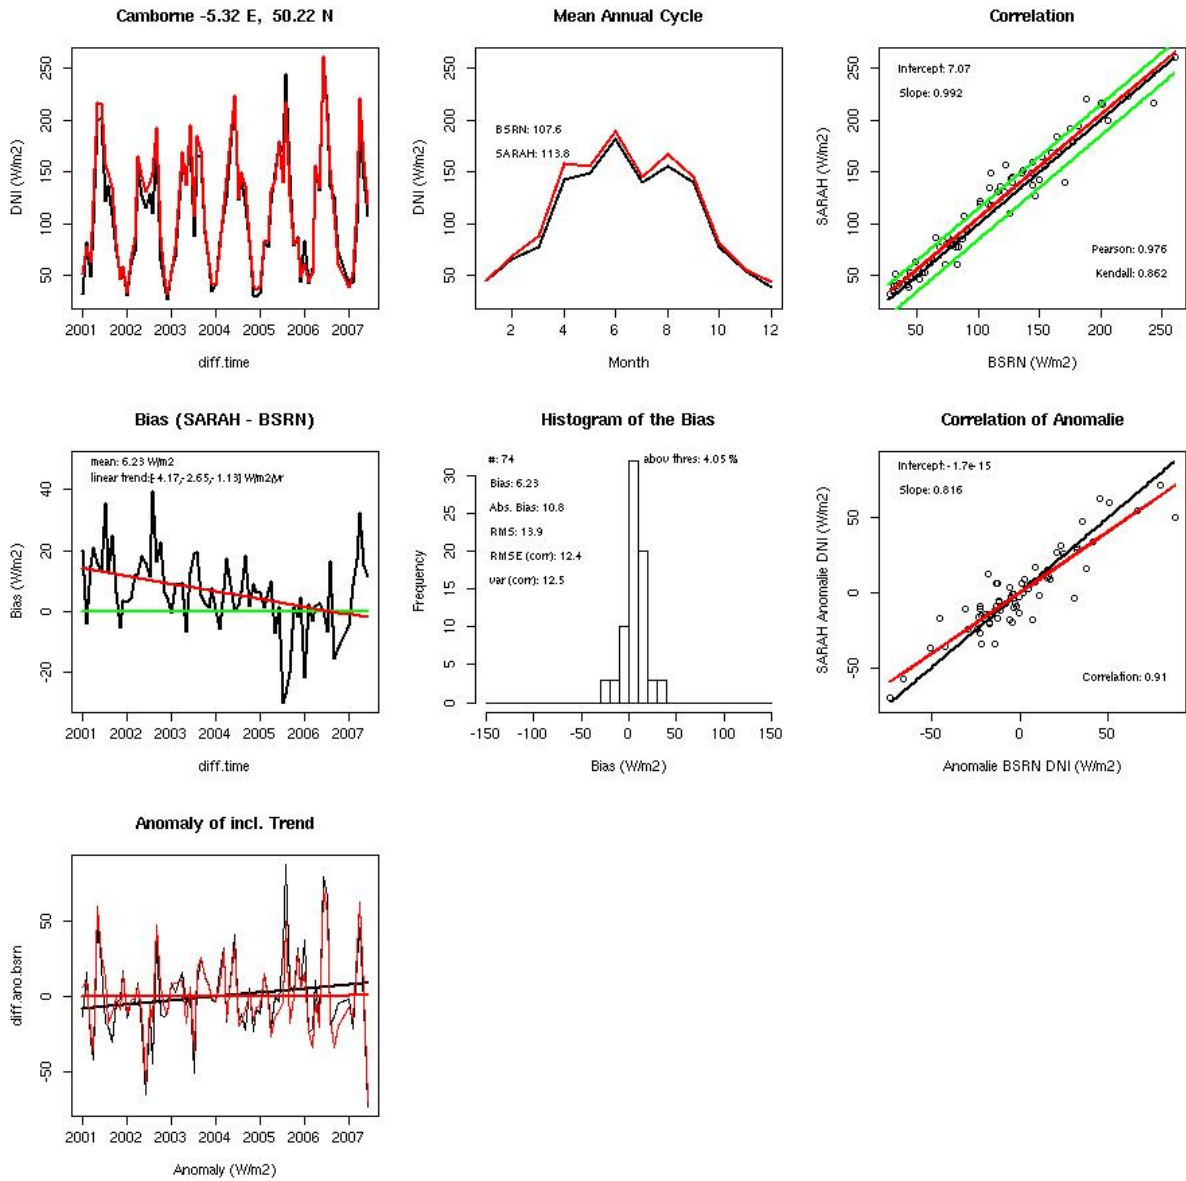 Camborne -5.32 E, 50.22 N
DNI (W/m2)
50 100 150 200 250
2001 2002 2003 2004 2005 2006 2007
diff.time
Mean Annual Cycle
BSRN: 107.6
SARAH: 113.8
DNI (W/m2)
50 100 150 200 250
2 4 6 8 10 12
Month
Correlation
Intercept: 7.07
Slope: 0.992
Pearson: 0.976
Kendall: 0.862
SARAH (W/m2)
50 100 150 200 250
50 100 150 200 250
BSRN (W/m2)
Bias (SARAH - BSRN)
mean: 6.23 W/m2
linear trend:[-4.17,-2.65,-1.13] W/m2/yr
Bias (W/m2)
-20 0 20 40
2001 2002 2003 2004 2005 2006 2007
diff.time
Histogram of the Bias
#: 74
abov thres: 4.05 %
Bias: 6.23
Abs. Bias: 10.8
RMS: 13.9
RMSE (corr): 12.4
var (corr): 12.5
Frequency
0 5 10 15 20 25 30
-150 -100 -50 0 50 100 150
Bias (W/m2)
Correlation of Anomalie
Intercept:-1.7e-15
Slope: 0.816
Correlation: 0.91
SARAH Anomalie DNI (W/m2)
-50 0 50
-50 0 50
Anomalie BSRN DNI (W/m2)
Anomaly of incl. Trend
diff.ano.bsrn
-50 0 50
2001 2002 2003 2004 2005 2006 2007
Anomaly (W/m2)